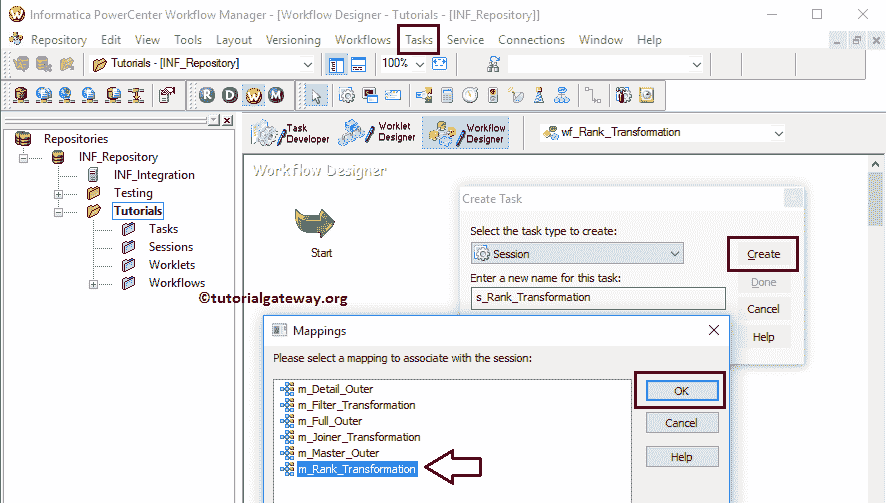 Informatica PowerCenter Workflow Manager - [Workflow Designer - Tutorials - [INF_Repository]]
Repository Edit View Tools Layout Versioning Workflows Tasks Service Connections Window Help
Tutorials - [INF_Repository] 100%
R D W M
Task Developer Worklet Designer Workflow Designer wf_Rank_Transformation
Repositories
INF_Repository
INF_Integration
Testing
Tutorials
Tasks
Sessions
Worklets
Workflows
©tutorialgateway.org
Workflow Designer
Start
Create Task
Select the task type to create:
Session
Create
Enter a new name for this task:
Done
s_Rank_Transformation
Cancel
Help
Mappings
Please select a mapping to associate with the session:
m_Detail_Outer
m_Filter_Transformation
m_Full_Outer
m_Joiner_Transformation
m_Master_Outer
m_Rank_Transformation
OK
Cancel
Help